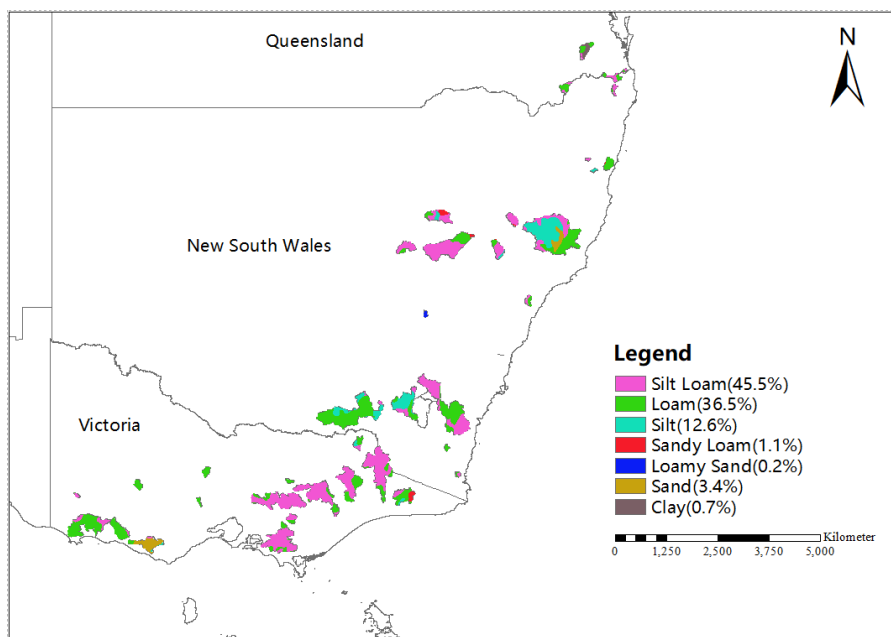 Queensland
N
New South Wales
Victoria
Legend
Silt Loam(45.5%)
Loam(36.5%)
Silt(12.6%)
Sandy Loam(1.1%)
Loamy Sand(0.2%)
Sand(3.4%)
Clay(0.7%)
Kilometer
0 1,250 2,500 3,750 5,000